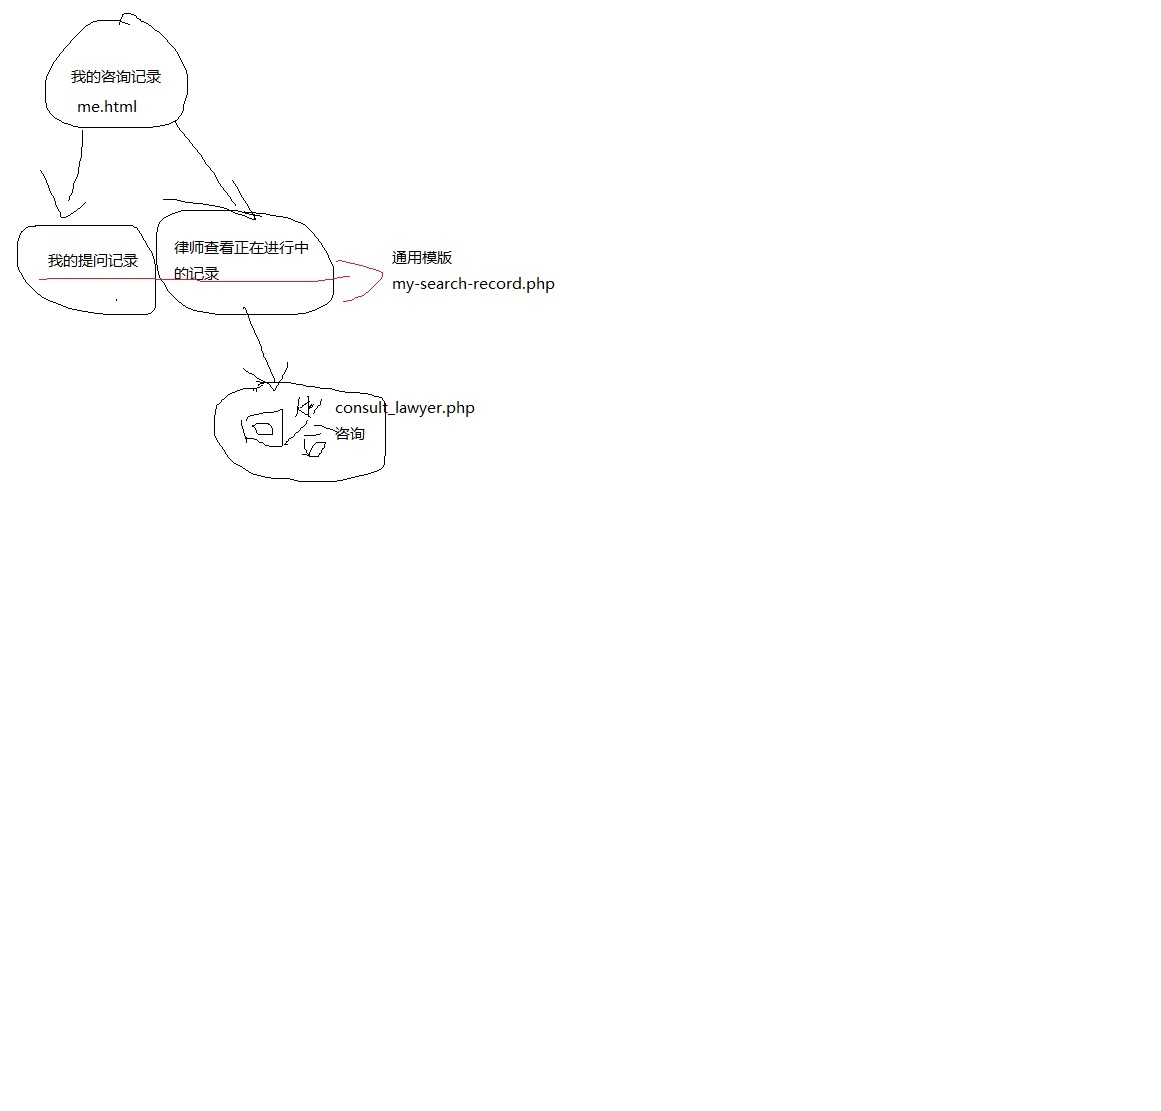 我的咨询记录
me.html
我的提问记录
律师查看正在进行中
的记录
通用模版
my-search-record.php
回答
consult_lawyer.php
咨询